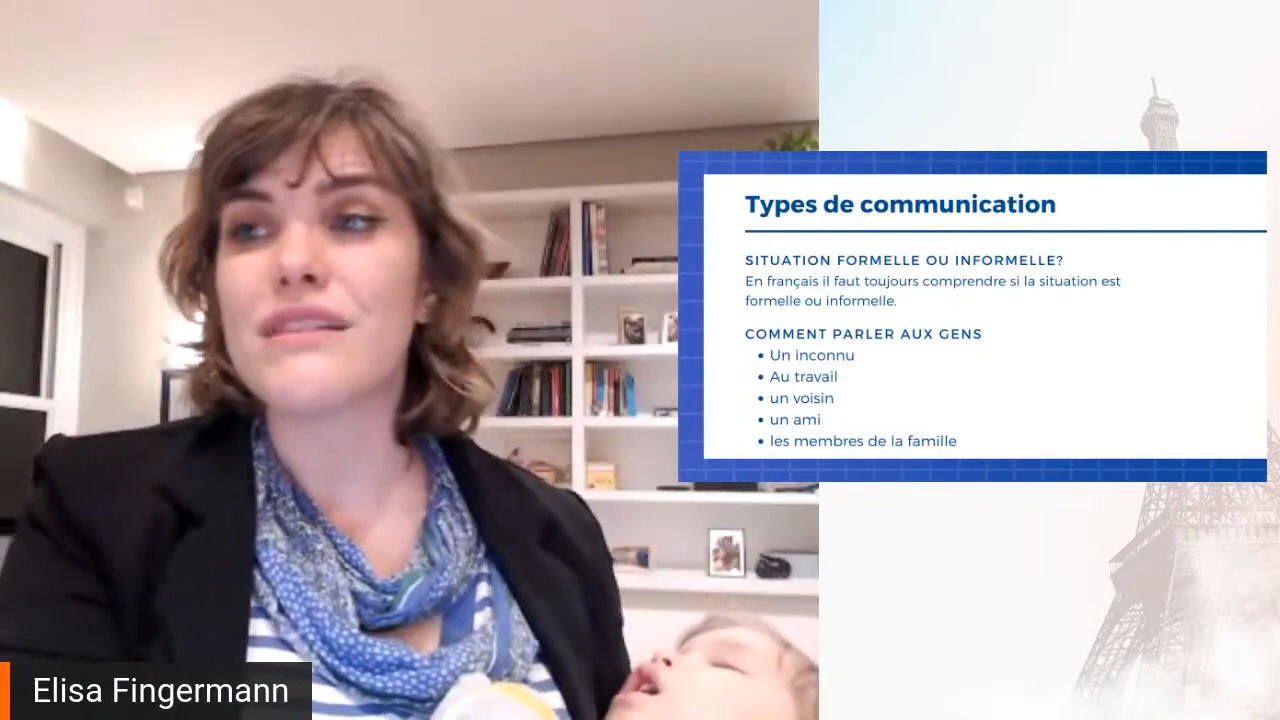 Types de communication
SITUATION FORMELLE OU INFORMELLE?
En français il faut toujours comprendre si la situation est
formelle ou informelle.
COMMENT PARLER AUX GENS
• Un inconnu
• Au travail
• un voisin
• un ami
• les membres de la famille
Elisa Fingermann